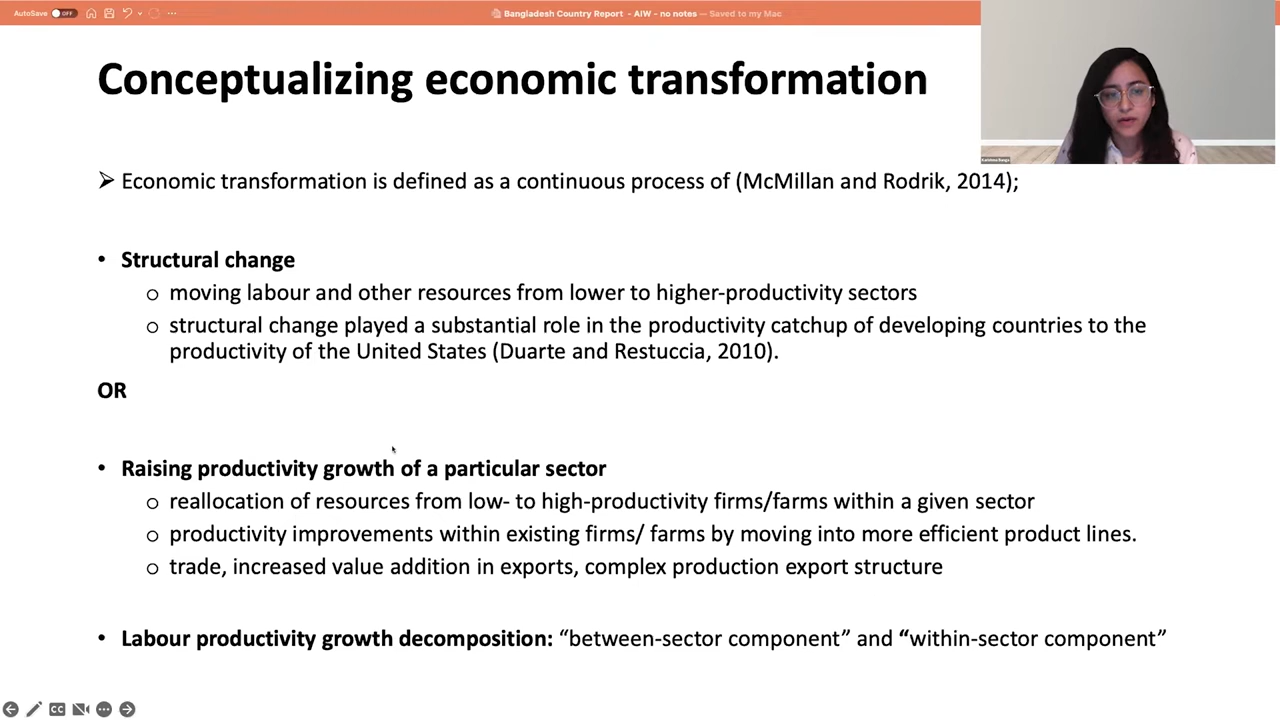 AutoSave OFF
Bangladesh Country Report - AIW - no notes — Saved to my Mac
Conceptualizing economic transformation
➢ Economic transformation is defined as a continuous process of (McMillan and Rodrik, 2014);
• Structural change
o moving labour and other resources from lower to higher-productivity sectors
o structural change played a substantial role in the productivity catchup of developing countries to the
productivity of the United States (Duarte and Restuccia, 2010).
OR
• Raising productivity growth of a particular sector
o reallocation of resources from low- to high-productivity firms/farms within a given sector
o productivity improvements within existing firms/ farms by moving into more efficient product lines.
o trade, increased value addition in exports, complex production export structure
• Labour productivity growth decomposition: “between-sector component” and “within-sector component”
CC